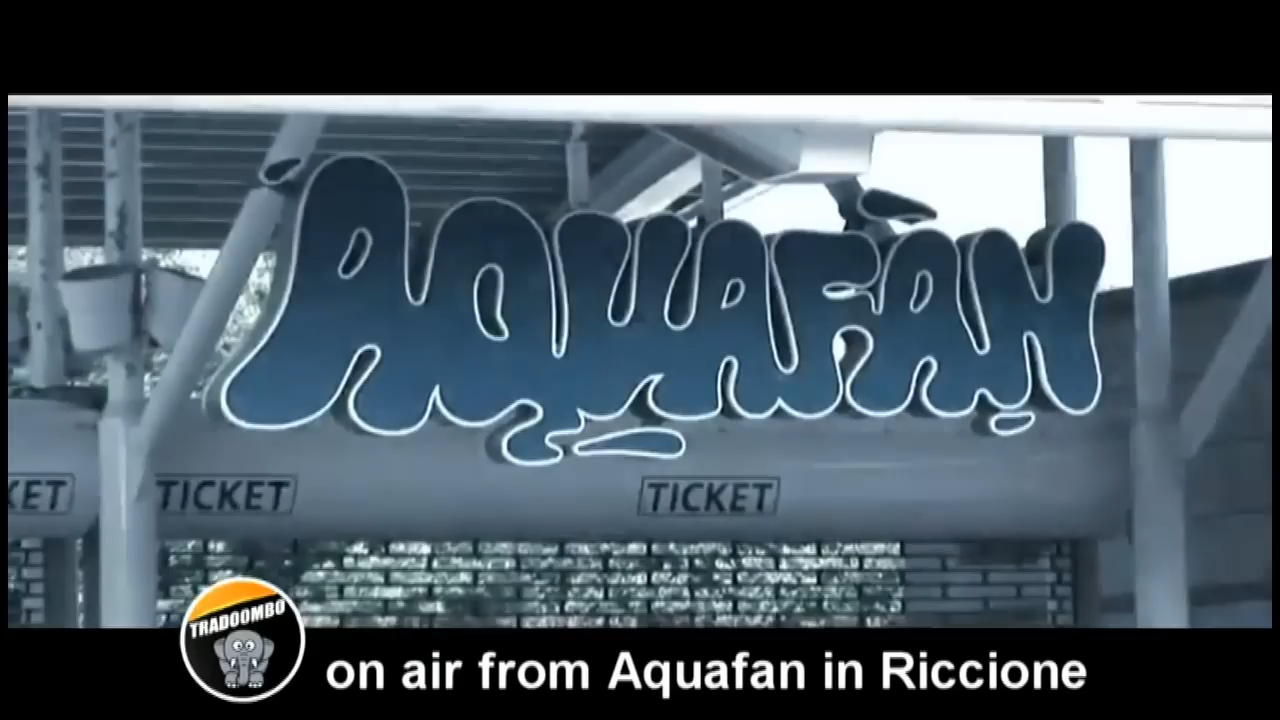 AQUAFAN
KET
TICKET
TICKET
TRADOOMBO
on air from Aquafan in Riccione